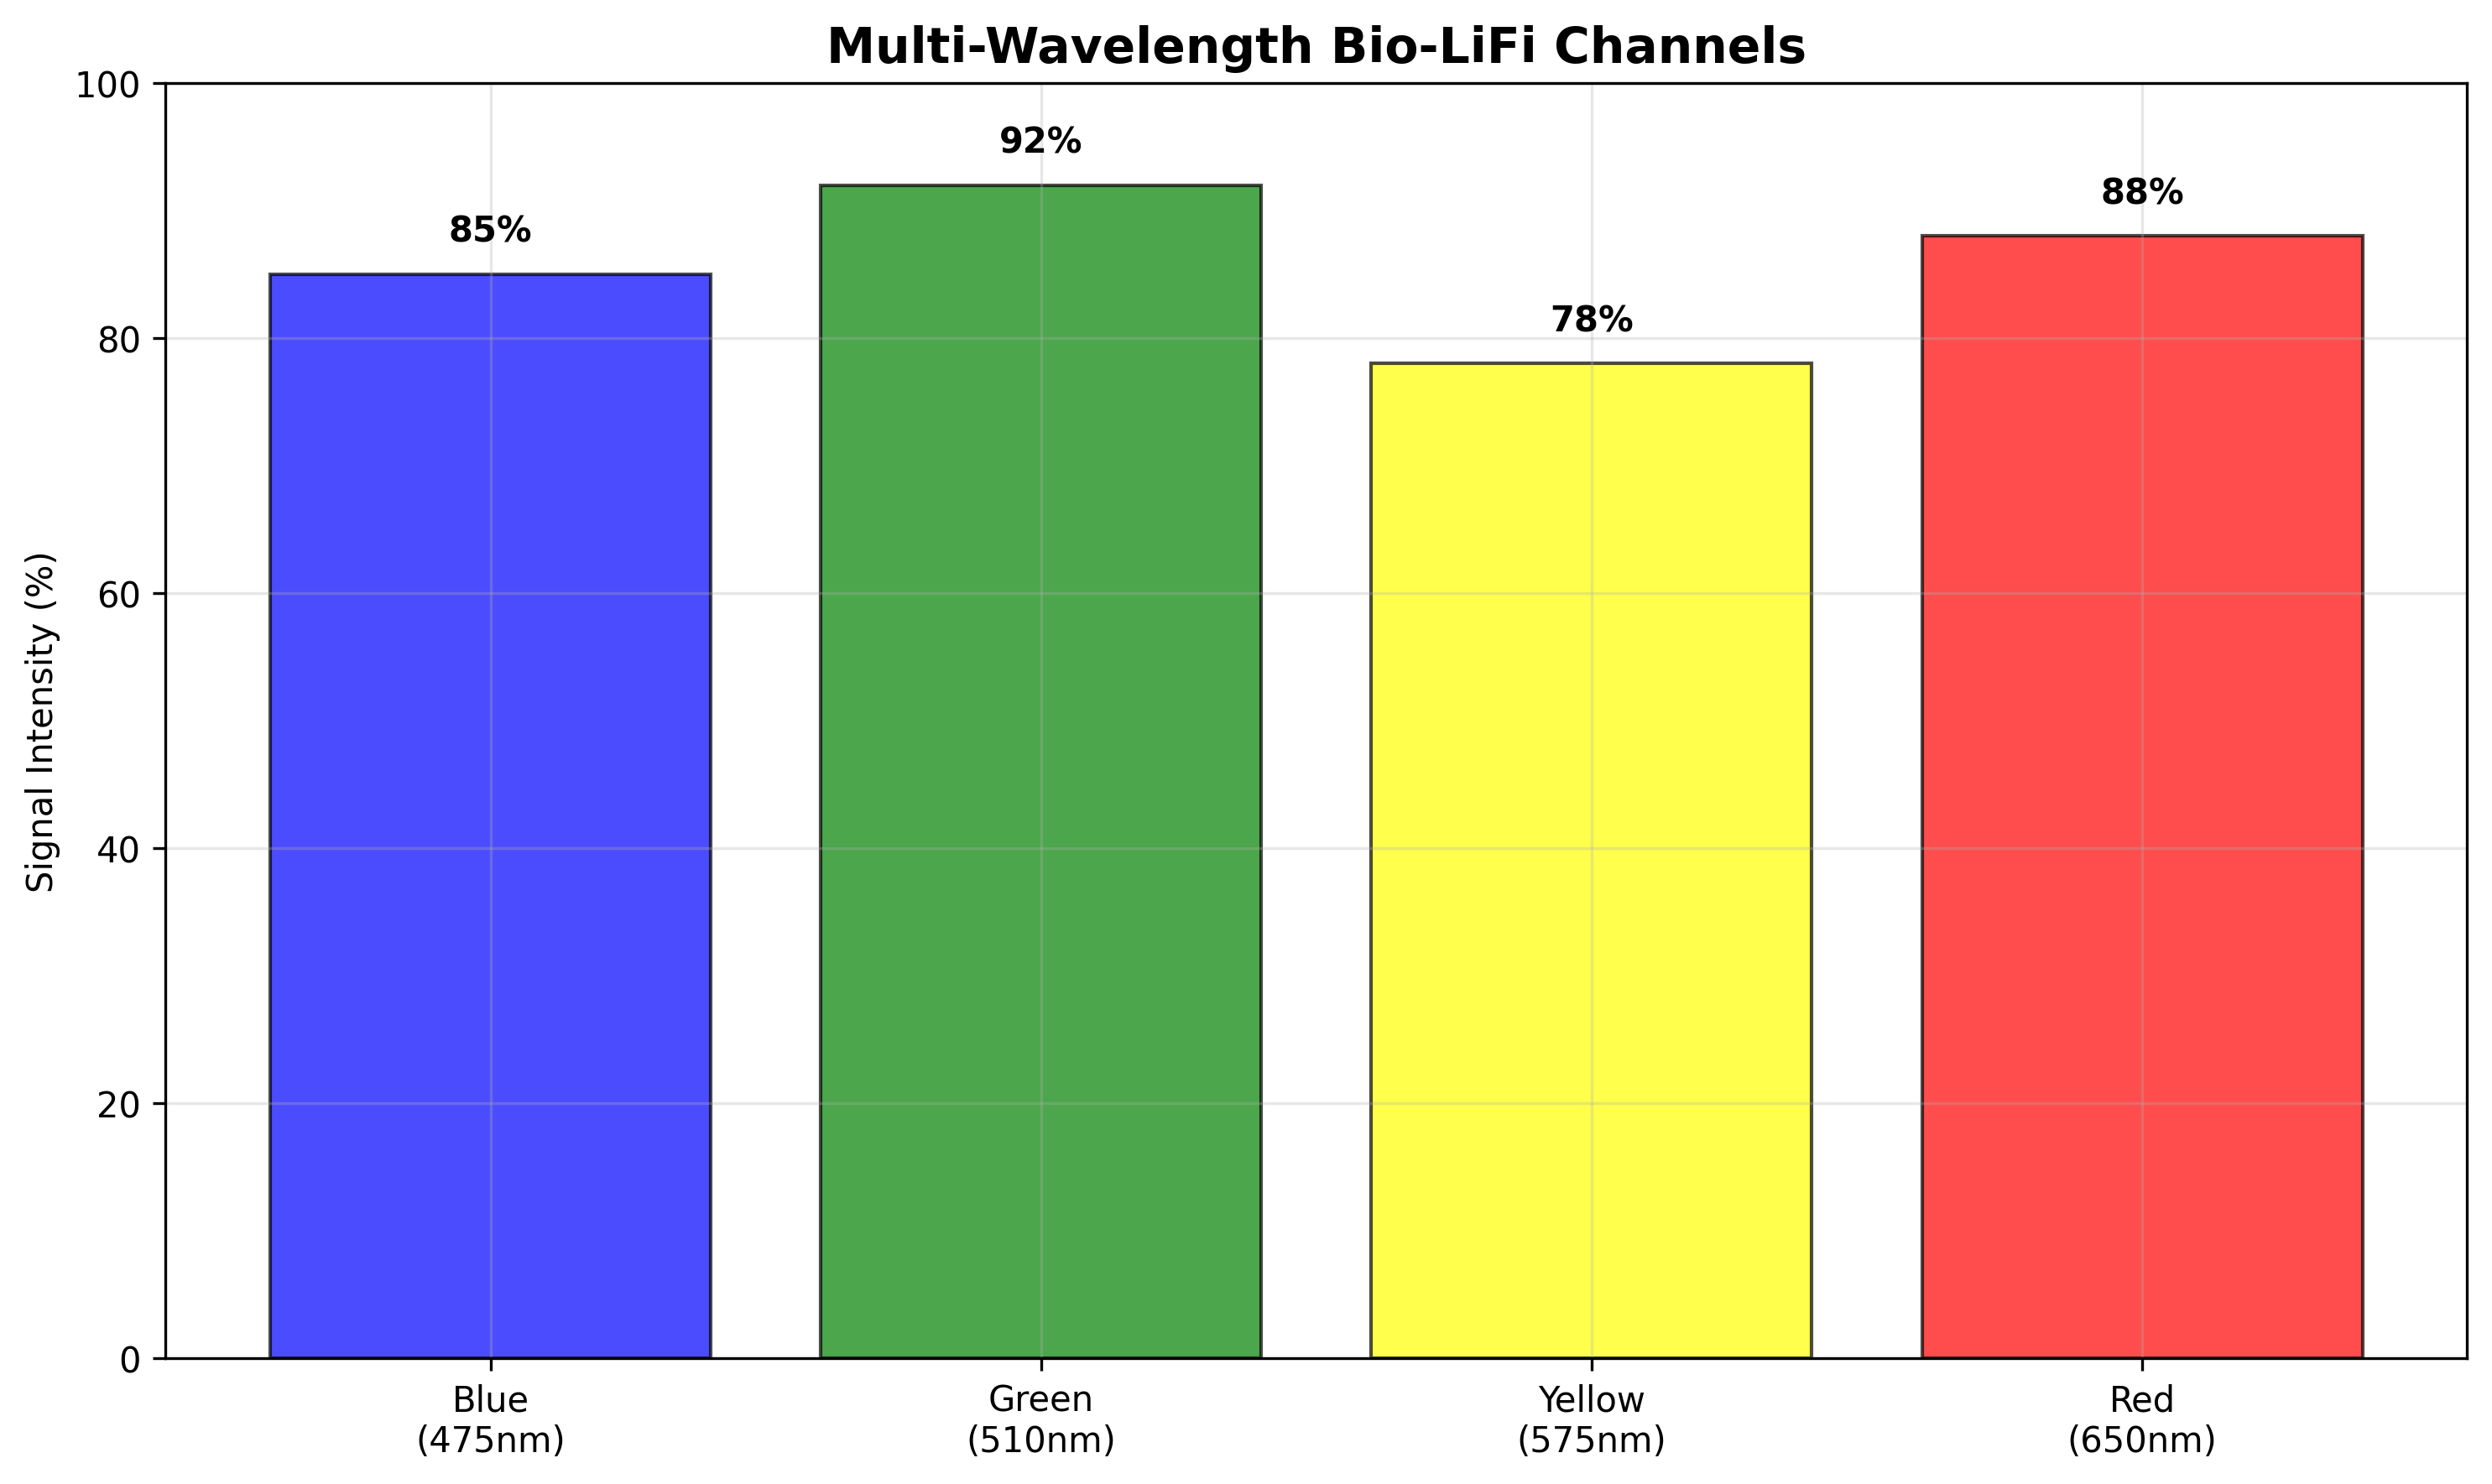 Multi-Wavelength Bio-LiFi Channels
Signal Intensity (%)
100
80
60
40
20
0
85%
92%
78%
88%
Blue
(475nm)
Green
(510nm)
Yellow
(575nm)
Red
(650nm)